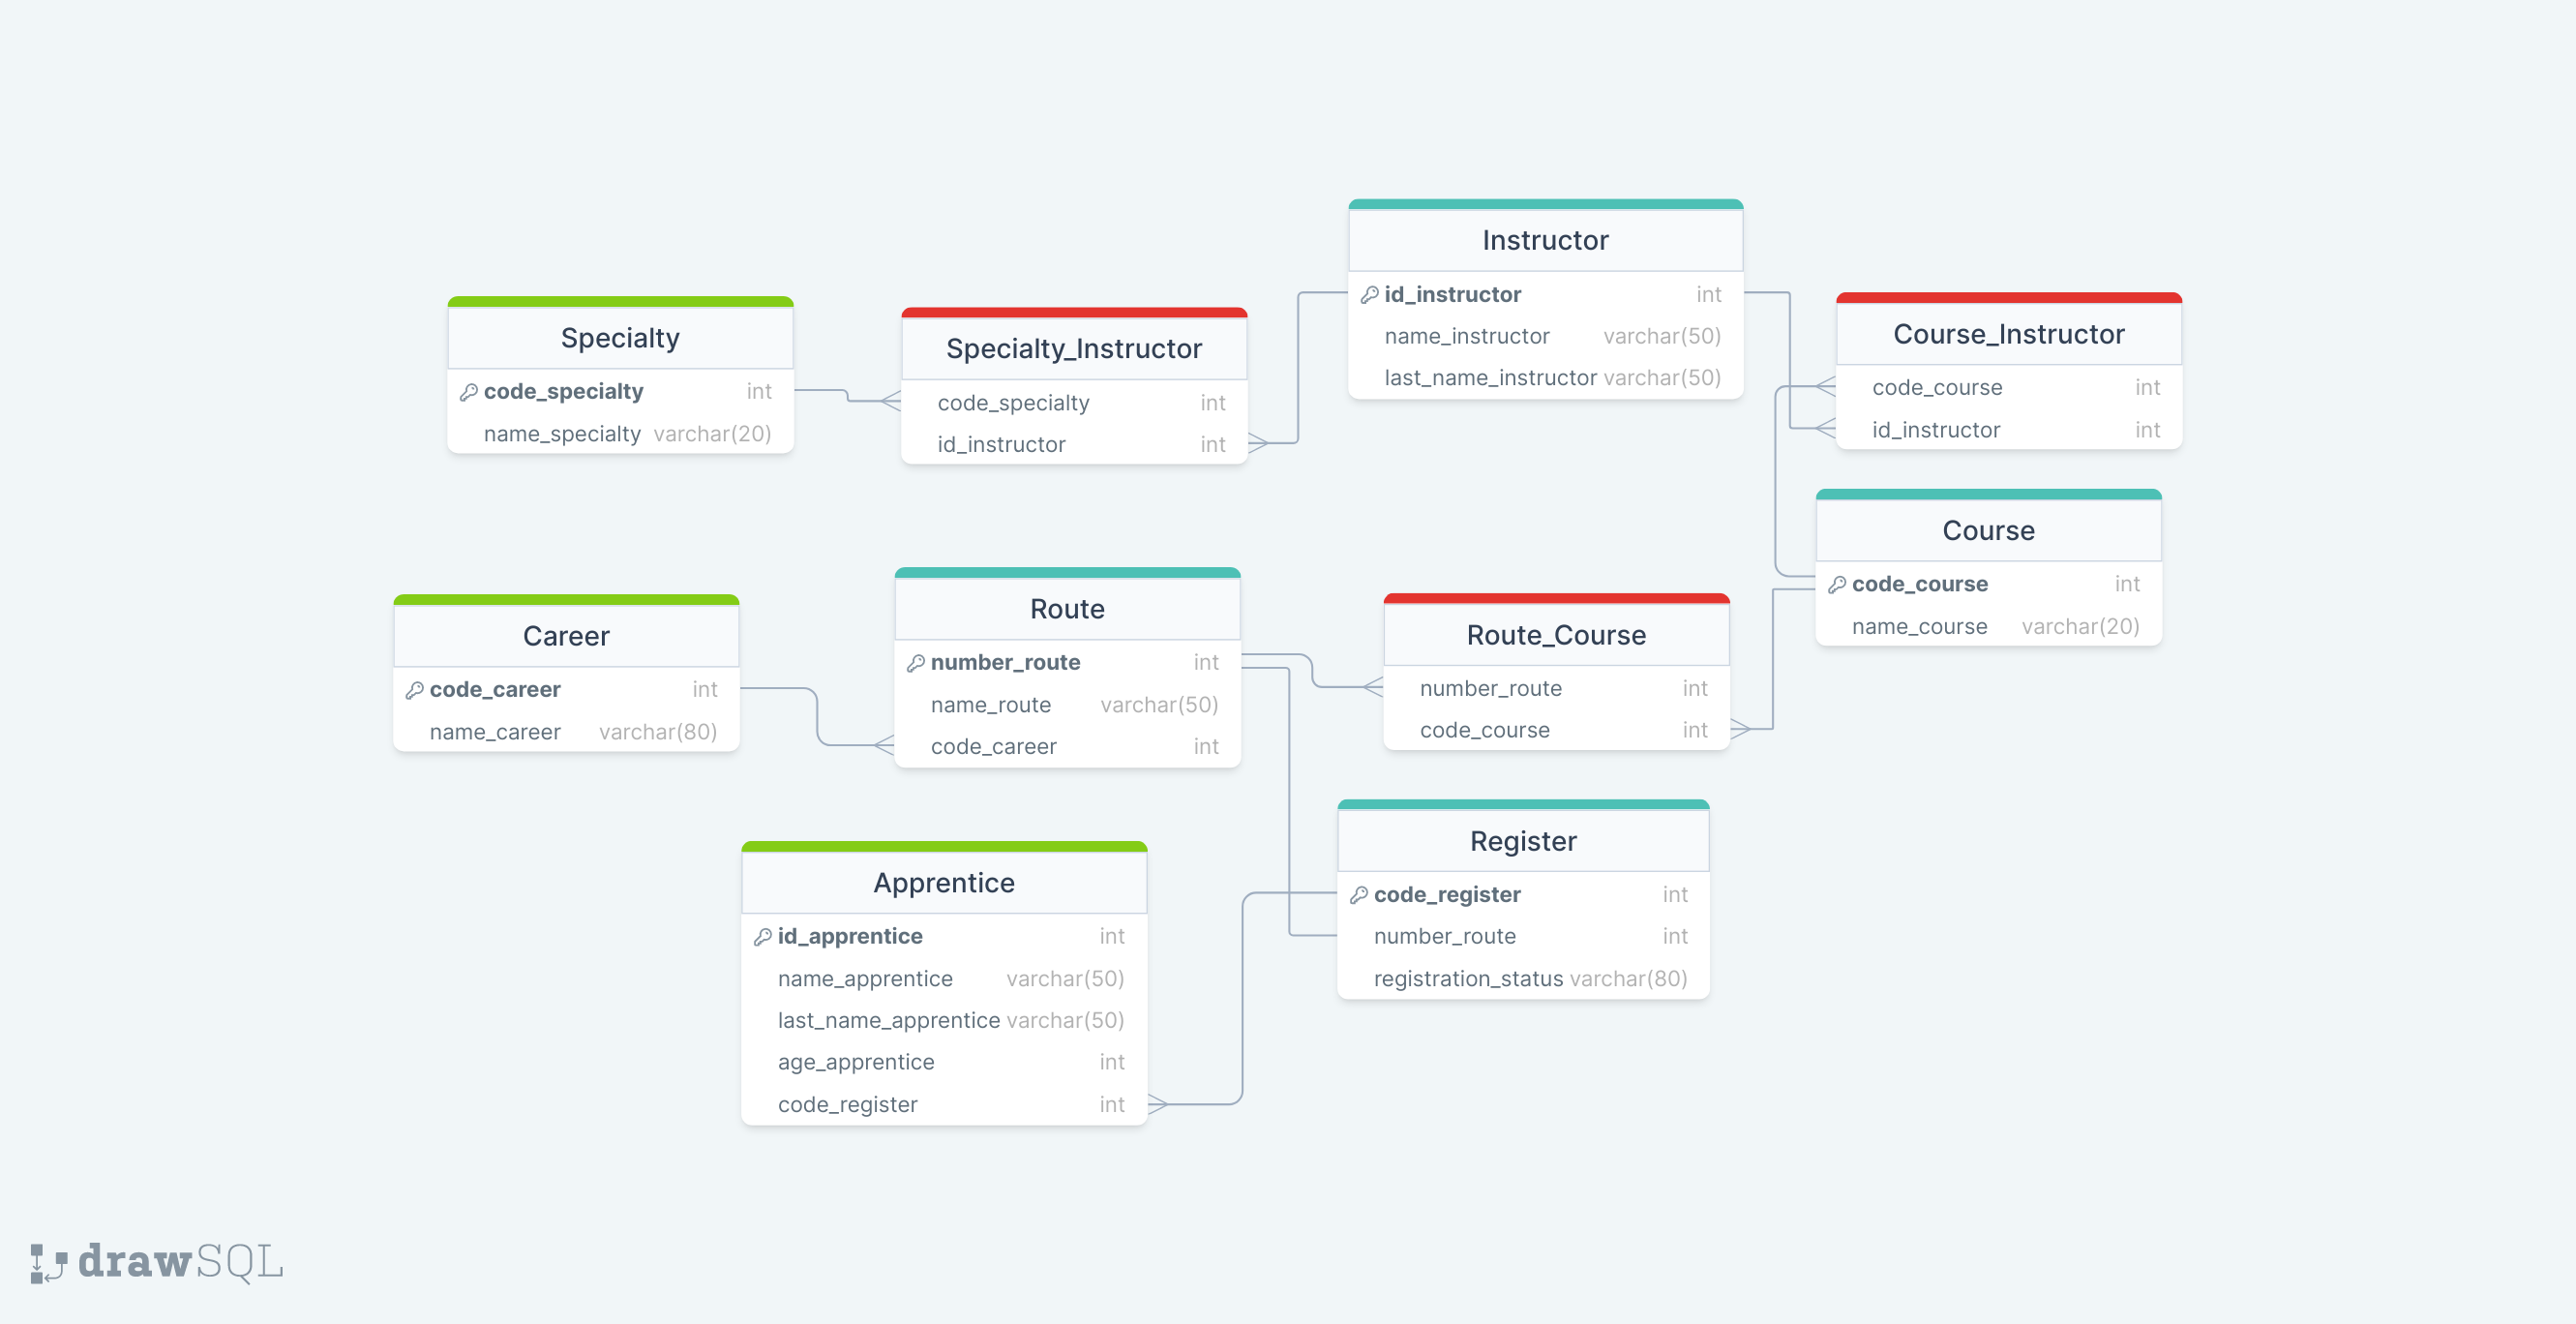 Specialty
code_specialty int
name_specialty varchar(20)
Specialty_Instructor
code_specialty int
id_instructor int
Instructor
id_instructor int
name_instructor varchar(50)
last_name_instructor varchar(50)
Course_Instructor
code_course int
id_instructor int
Course
code_course int
name_course varchar(20)
Career
code_career int
name_career varchar(80)
Route
number_route int
name_route varchar(50)
code_career int
Route_Course
number_route int
code_course int
Register
code_register int
number_route int
registration_status varchar(80)
Apprentice
id_apprentice int
name_apprentice varchar(50)
last_name_apprentice varchar(50)
age_apprentice int
code_register int
drawSQL